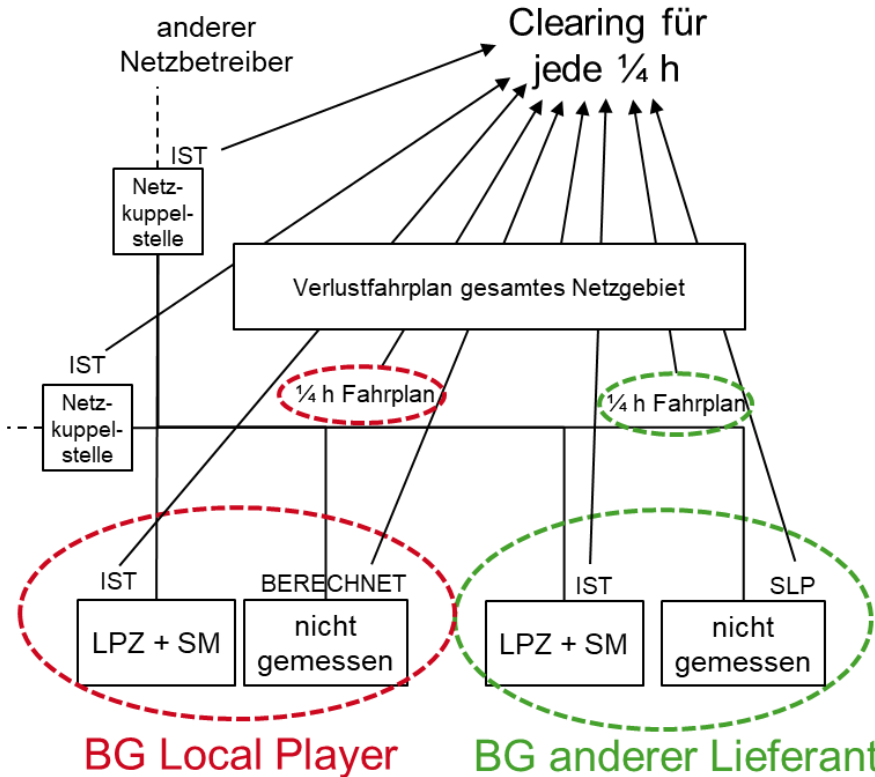 anderer
Netzbetreiber
Clearing für
jede ¼ h
IST
Netz-
kuppel-
stelle
Verlustfahrplan gesamtes Netzgebiet
IST
Netz-
kuppel-
stelle
¼ h Fahrplan
¼ h Fahrplan
IST
BERECHNET
IST
SLP
LPZ + SM
nicht
gemessen
LPZ + SM
nicht
gemessen
BG Local Player
BG anderer Lieferant